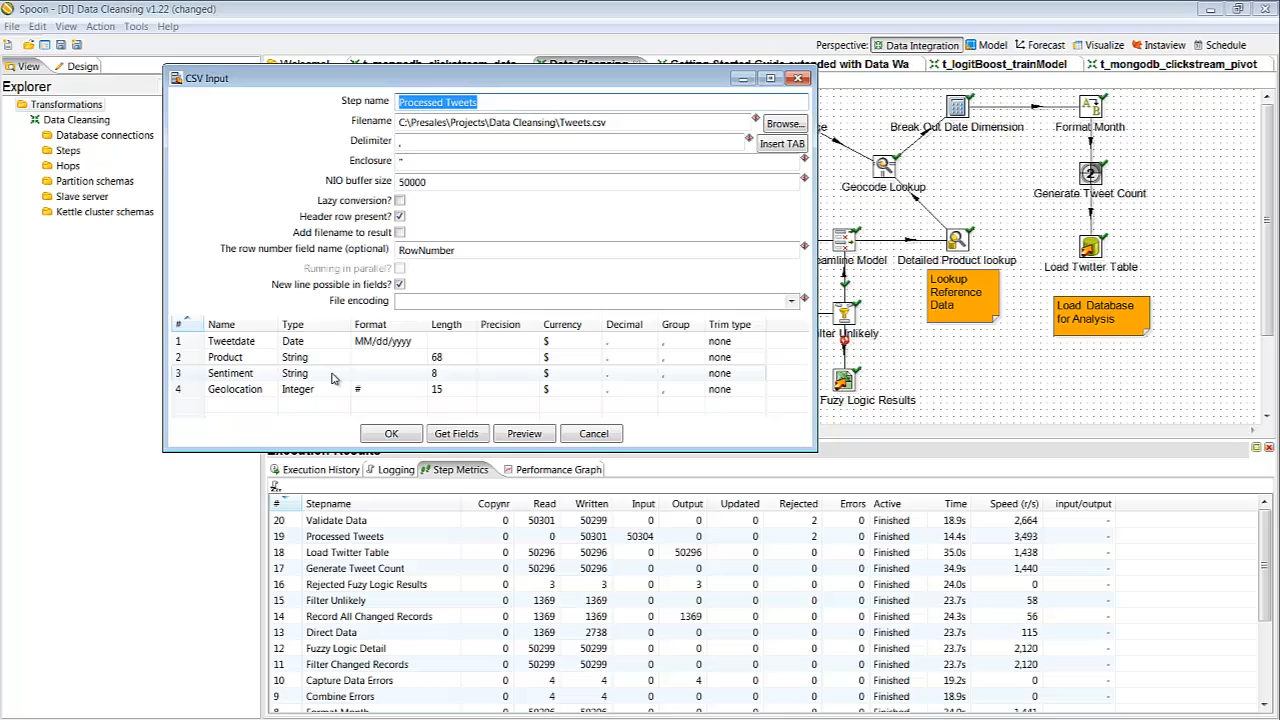 Spoon - [DI] Data Cleansing v1.22 (changed)
File Edit View Action Tools Help
Perspective: Data Integration Model Forecast Visualize Instaview Schedule
View Design
t_mongodb_clickstream_data Data Cleansing Getting Started Guide extended with Data Wa t_logitBoost_trainModel t_mongodb_clickstream_pivot
Explorer
Transformations
Data Cleansing
Database connections
Steps
Hops
Partition schemas
Slave server
Kettle cluster schemas
CSV Input
Step name Processed Tweets
Filename C:\Presales\Projects\Data Cleansing\Tweets.csv Browse...
Delimiter , Insert TAB
Enclosure "
NIO buffer size 50000
Lazy conversion?
Header row present?
Add filename to result
The row number field name (optional) RowNumber
Running in parallel?
New line possible in fields?
File encoding
# Name Type Format Length Precision Currency Decimal Group Trim type
1 Tweetdate Date MM/dd/yyyy $ . , none
2 Product String 68 $ . , none
3 Sentiment String 8 $ . , none
4 Geolocation Integer # 15 $ . , none
OK Get Fields Preview Cancel
Break Out Date Dimension
Format Month
Geocode Lookup
Generate Tweet Count
Detailed Product lookup
Load Twitter Table
Lookup
Reference
Data
Load Database
for Analysis
Unlikely
Fuzy Logic Results
Execution Results
Execution History Logging Step Metrics Performance Graph
# Stepname Copynr Read Written Input Output Updated Rejected Errors Active Time Speed (r/s) input/output
20 Validate Data 0 50301 50299 0 0 0 2 0 Finished 18.9s 2,664 -
19 Processed Tweets 0 0 50301 50304 0 0 2 0 Finished 14.4s 3,493 -
18 Load Twitter Table 0 50296 50296 0 50296 0 0 0 Finished 35.0s 1,438 -
17 Generate Tweet Count 0 50296 50296 0 0 0 0 0 Finished 34.9s 1,440 -
16 Rejected Fuzy Logic Results 0 3 3 0 3 0 0 0 Finished 24.0s 0 -
15 Filter Unlikely 0 1369 1369 0 0 0 0 0 Finished 23.7s 58 -
14 Record All Changed Records 0 1369 1369 0 1369 0 0 0 Finished 24.3s 56 -
13 Direct Data 0 1369 2738 0 0 0 0 0 Finished 23.7s 115 -
12 Fuzzy Logic Detail 0 50299 50299 0 0 0 0 0 Finished 23.7s 2,120 -
11 Filter Changed Records 0 50299 50299 0 0 0 0 0 Finished 23.7s 2,120 -
10 Capture Data Errors 0 4 4 0 4 0 0 0 Finished 19.2s 0 -
9 Combine Errors 0 4 4 0 0 0 0 0 Finished 18.9s 0 -